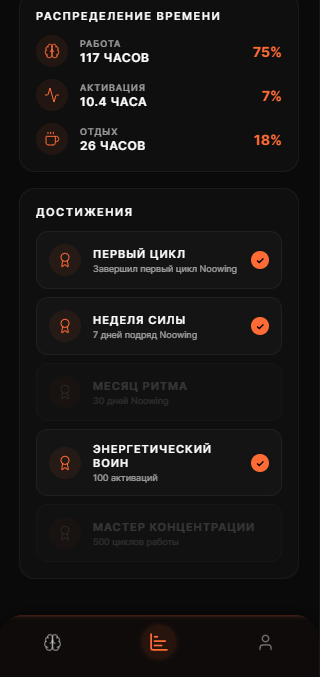 РАСПРЕДЕЛЕНИЕ ВРЕМЕНИ
РАБОТА
117 ЧАСОВ
75%
АКТИВАЦИЯ
10.4 ЧАСА
7%
ОТДЫХ
26 ЧАСОВ
18%
ДОСТИЖЕНИЯ
ПЕРВЫЙ ЦИКЛ
Завершил первый цикл Noowing
НЕДЕЛЯ СИЛЫ
7 дней подряд Noowing
МЕСЯЦ РИТМА
30 дней Noowing
ЭНЕРГЕТИЧЕСКИЙ
ВОИН
100 активаций
МАСТЕР КОНЦЕНТРАЦИИ
500 циклов работы